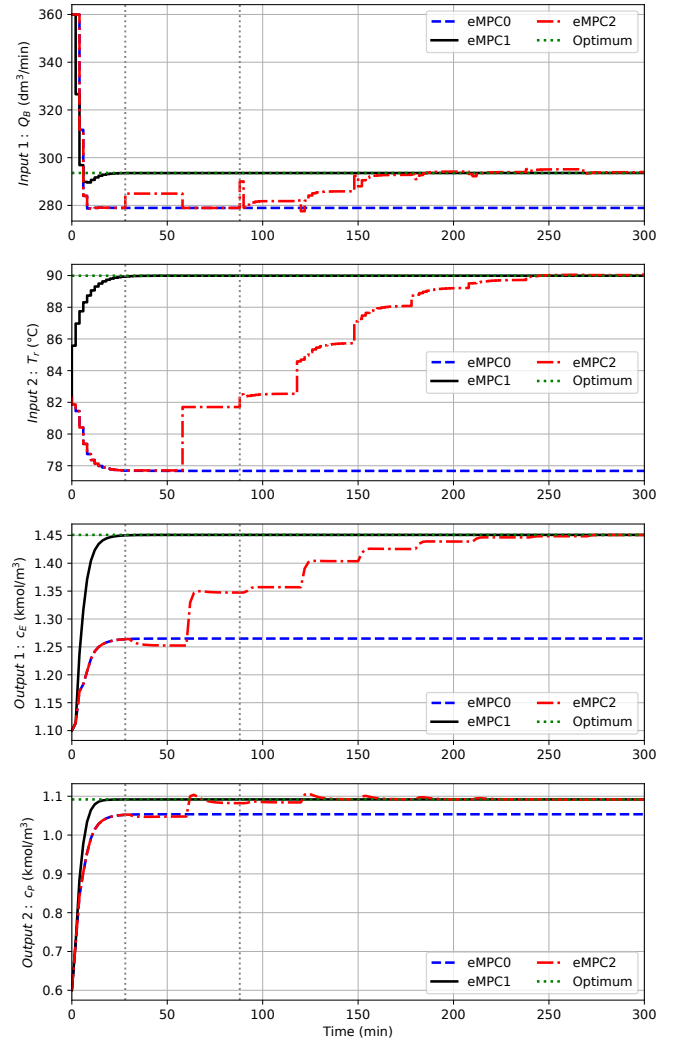 Input 1 : Q_B (dm³/min)
360
340
320
300
280
eMPC0
eMPC1
eMPC2
Optimum
0
50
100
150
200
250
300
Input 2 : T_r (°C)
90
88
86
84
82
80
78
eMPC0
eMPC1
eMPC2
Optimum
0
50
100
150
200
250
300
Output 1 : c_E (kmol/m³)
1.45
1.40
1.35
1.30
1.25
1.20
1.15
1.10
eMPC0
eMPC1
eMPC2
Optimum
0
50
100
150
200
250
300
Output 2 : c_P (kmol/m³)
1.1
1.0
0.9
0.8
0.7
0.6
eMPC0
eMPC1
eMPC2
Optimum
0
50
100
150
200
250
300
Time (min)